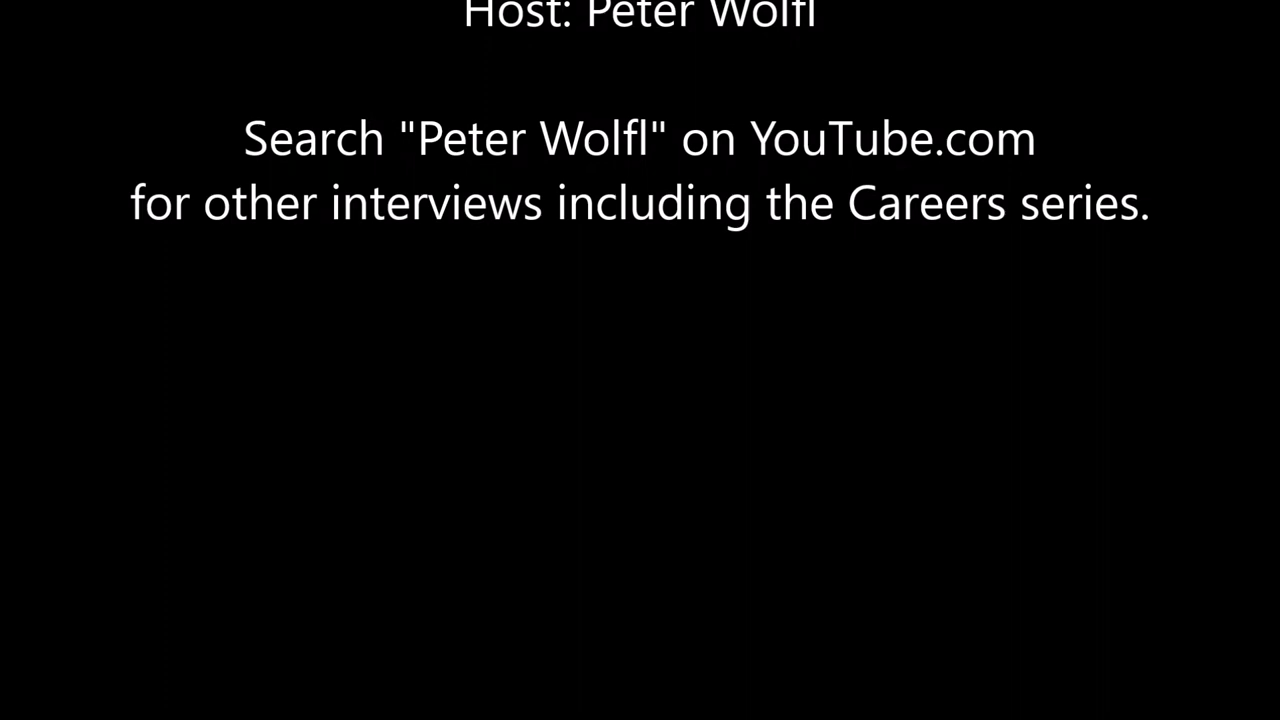 Host: Peter Wolfl
Search "Peter Wolfl" on YouTube.com
for other interviews including the Careers series.